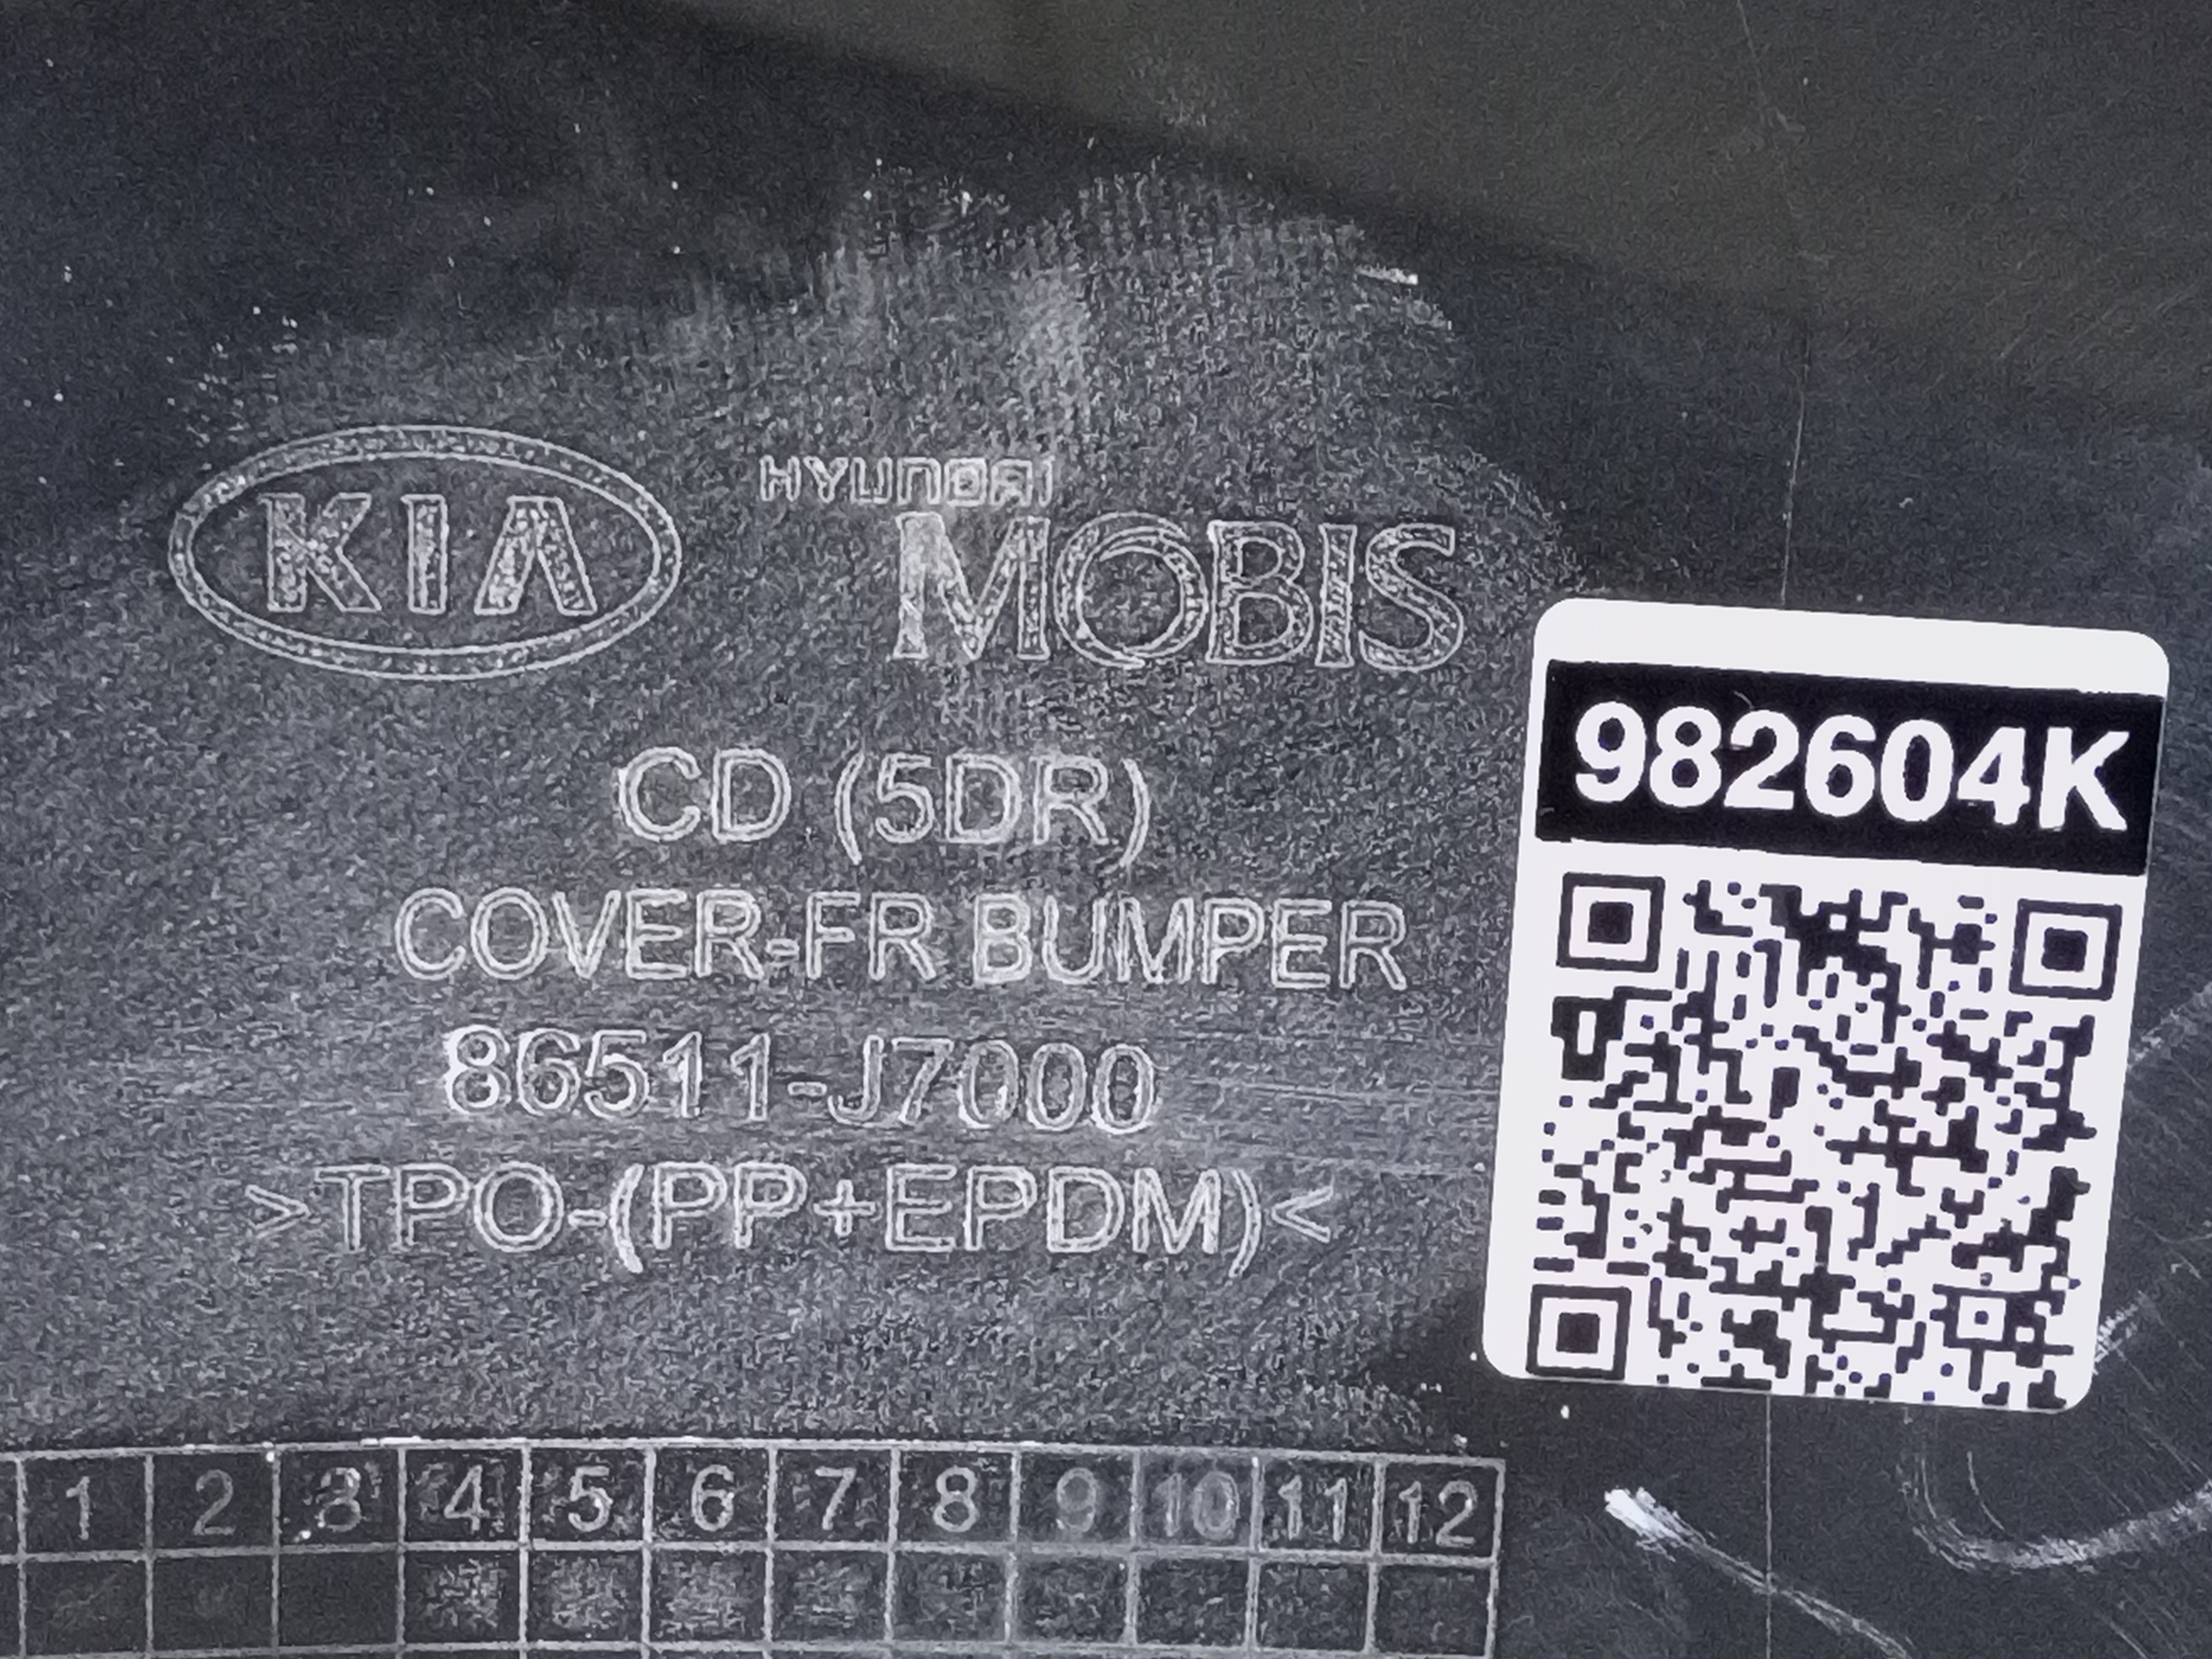 KIA
HYUNDAI
MOBIS
982604K
CD (5DR)
COVER-FR BUMPER
86511-J7000
>TPO-(PP+EPDM)<
1 2 3 4 5 6 7 8 9 10 11 12